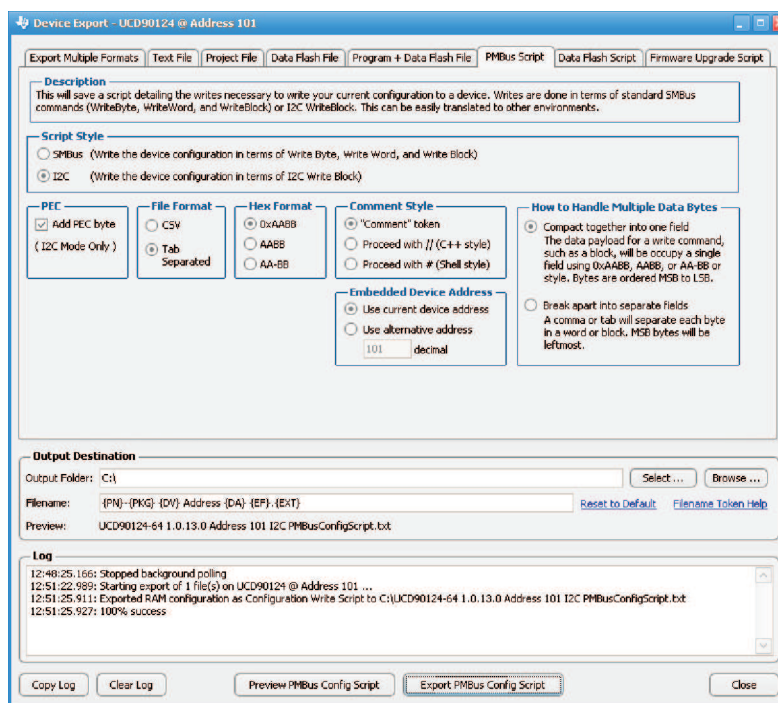 Device Export - UCD90124 @ Address 101
Export Multiple Formats Text File Project File Data Flash File Program + Data Flash File PMBus Script Data Flash Script Firmware Upgrade Script
Description
This will save a script detailing the writes necessary to write your current configuration to a device. Writes are done in terms of standard SMBus
commands (WriteByte, WriteWord, and WriteBlock) or I2C WriteBlock. This can be easily translated to other environments.
Script Style
SMBus (Write the device configuration in terms of Write Byte, Write Word, and Write Block)
I2C (Write the device configuration in terms of I2C Write Block)
PEC
Add PEC byte
( I2C Mode Only )
File Format
CSV
Tab
Separated
Hex Format
0xAABB
AABB
AA-BB
Comment Style
"Comment" token
Proceed with // (C++ style)
Proceed with # (Shell style)
Embedded Device Address
Use current device address
Use alternative address
101 decimal
How to Handle Multiple Data Bytes
Compact together into one field
The data payload for a write command,
such as a block, will be occupy a single
field using 0xAABB, AABB, or AA-BB or
style. Bytes are ordered MSB to LSB.
Break apart into separate fields
A comma or tab will separate each byte
in a word or block. MSB bytes will be
leftmost.
Output Destination
Output Folder: C:\ Select ... Browse ...
Filename: {PN}-{PKG} {DV} Address {DA} {EF}.{EXT} Reset to Default Filename Token Help
Preview: UCD90124-64 1.0.13.0 Address 101 I2C PMBusConfigScript.txt
Log
12:48:25.166: Stopped background polling
12:51:22.989: Starting export of 1 file(s) on UCD90124 @ Address 101 ...
12:51:25.911: Exported RAM configuration as Configuration Write Script to C:\UCD90124-64 1.0.13.0 Address 101 I2C PMBusConfigScript.txt
12:51:25.927: 100% success
Copy Log Clear Log Preview PMBus Config Script Export PMBus Config Script Close